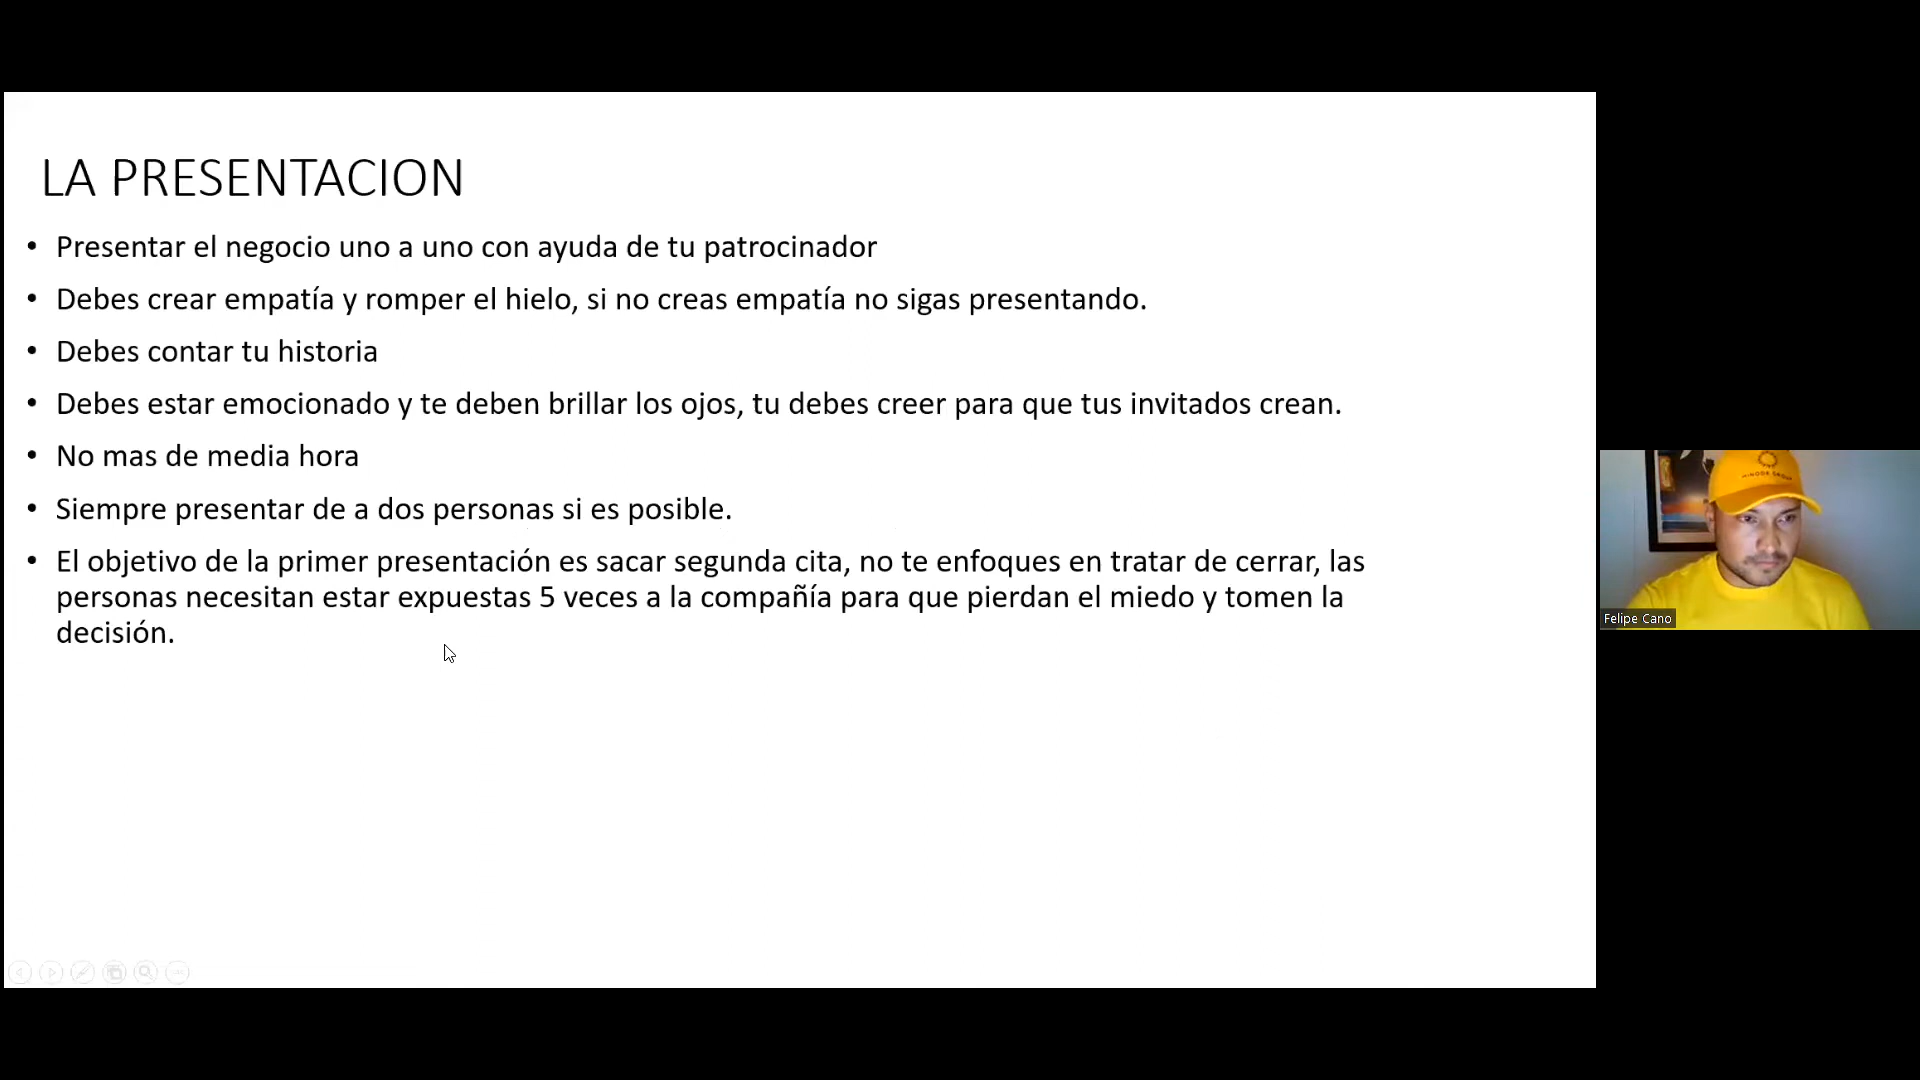 LA PRESENTACION
• Presentar el negocio uno a uno con ayuda de tu patrocinador
• Debes crear empatía y romper el hielo, si no creas empatía no sigas presentando.
• Debes contar tu historia
• Debes estar emocionado y te deben brillar los ojos, tu debes creer para que tus invitados crean.
• No mas de media hora
• Siempre presentar de a dos personas si es posible.
• El objetivo de la primer presentación es sacar segunda cita, no te enfoques en tratar de cerrar, las
personas necesitan estar expuestas 5 veces a la compañía para que pierdan el miedo y tomen la
decisión.
Felipe Cano